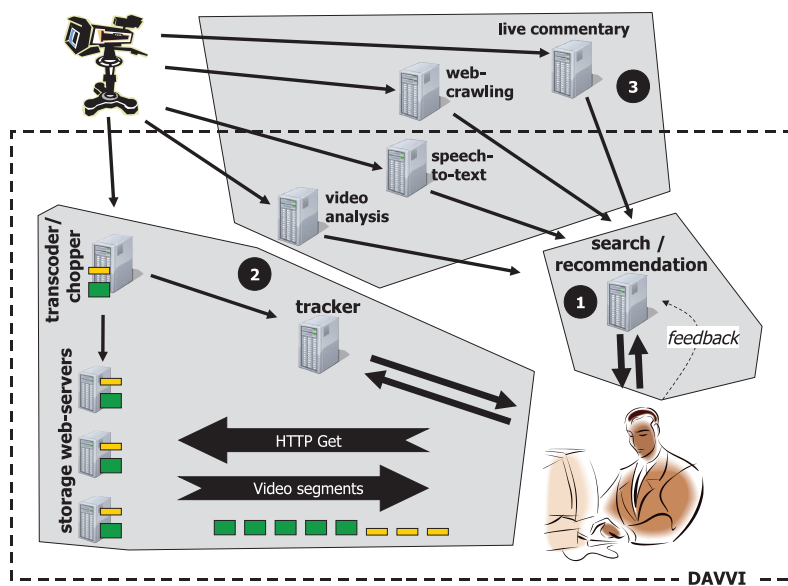 live commentary
web-
crawling
3
speech-
to-text
video
analysis
search /
recommendation
1
feedback
transcoder/
chopper
2
tracker
storage web-servers
HTTP Get
Video segments
DAVVI